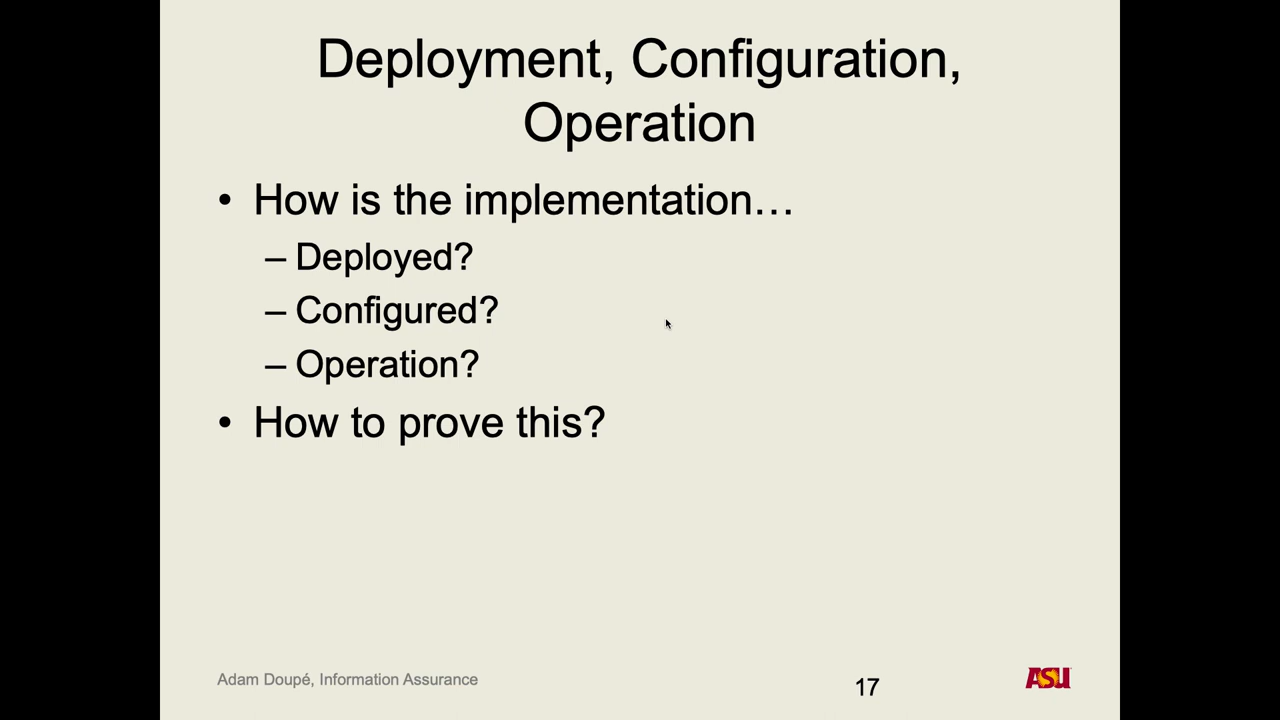 Deployment, Configuration,
Operation
• How is the implementation…
– Deployed?
– Configured?
– Operation?
• How to prove this?
Adam Doupé, Information Assurance
17
ASU